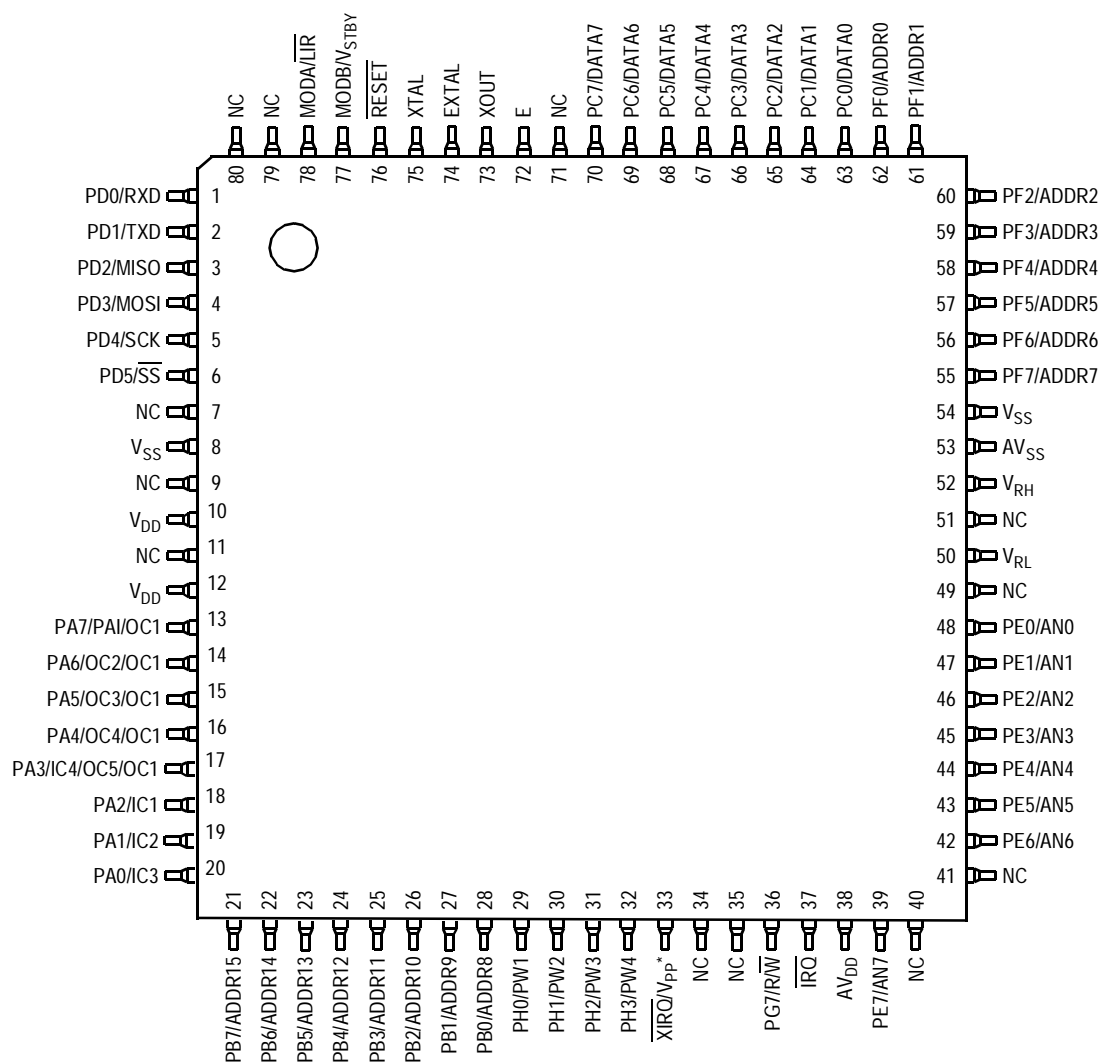 NC
NC
MODA/L̅I̅R̅
MODB/VSTBY
R̅E̅S̅E̅T̅
XTAL
EXTAL
XOUT
E
NC
PC7/DATA7
PC6/DATA6
PC5/DATA5
PC4/DATA4
PC3/DATA3
PC2/DATA2
PC1/DATA1
PC0/DATA0
PF0/ADDR0
PF1/ADDR1
80 79 78 77 76 75 74 73 72 71 70 69 68 67 66 65 64 63 62 61
PD0/RXD 1
PD1/TXD 2
PD2/MISO 3
PD3/MOSI 4
PD4/SCK 5
PD5/S̅S̅ 6
NC 7
VSS 8
NC 9
VDD 10
NC 11
VDD 12
PA7/PAI/OC1 13
PA6/OC2/OC1 14
PA5/OC3/OC1 15
PA4/OC4/OC1 16
PA3/IC4/OC5/OC1 17
PA2/IC1 18
PA1/IC2 19
PA0/IC3 20
60 PF2/ADDR2
59 PF3/ADDR3
58 PF4/ADDR4
57 PF5/ADDR5
56 PF6/ADDR6
55 PF7/ADDR7
54 VSS
53 AVSS
52 VRH
51 NC
50 VRL
49 NC
48 PE0/AN0
47 PE1/AN1
46 PE2/AN2
45 PE3/AN3
44 PE4/AN4
43 PE5/AN5
42 PE6/AN6
41 NC
21 22 23 24 25 26 27 28 29 30 31 32 33 34 35 36 37 38 39 40
PB7/ADDR15
PB6/ADDR14
PB5/ADDR13
PB4/ADDR12
PB3/ADDR11
PB2/ADDR10
PB1/ADDR9
PB0/ADDR8
PH0/PW1
PH1/PW2
PH2/PW3
PH3/PW4
X̅I̅R̅Q̅/VPP*
NC
NC
PG7/R/W̅
I̅R̅Q̅
AVDD
PE7/AN7
NC